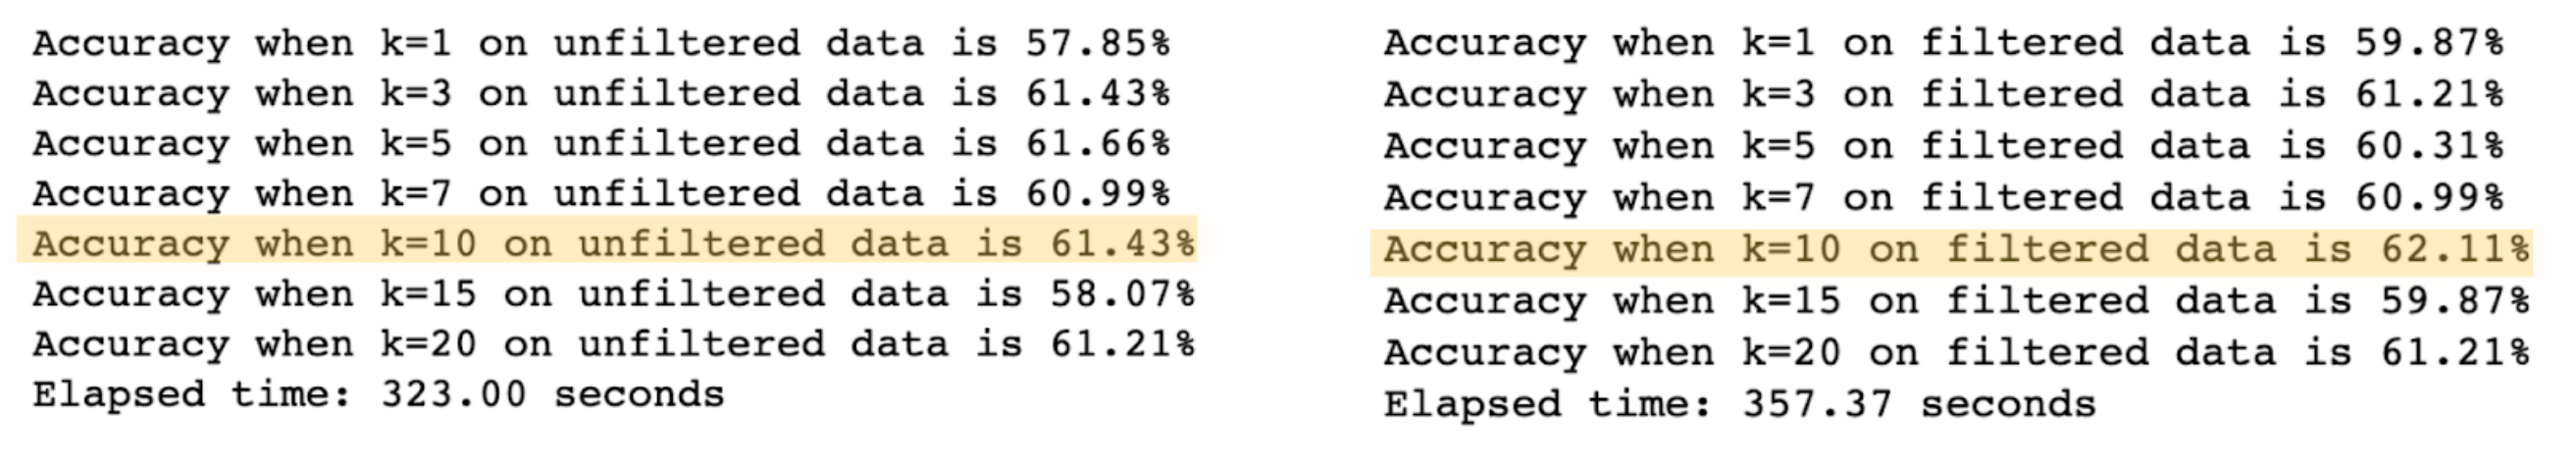 Accuracy when k=1 on unfiltered data is 57.85%
Accuracy when k=3 on unfiltered data is 61.43%
Accuracy when k=5 on unfiltered data is 61.66%
Accuracy when k=7 on unfiltered data is 60.99%
Accuracy when k=10 on unfiltered data is 61.43%
Accuracy when k=15 on unfiltered data is 58.07%
Accuracy when k=20 on unfiltered data is 61.21%
Elapsed time: 323.00 seconds
Accuracy when k=1 on filtered data is 59.87%
Accuracy when k=3 on filtered data is 61.21%
Accuracy when k=5 on filtered data is 60.31%
Accuracy when k=7 on filtered data is 60.99%
Accuracy when k=10 on filtered data is 62.11%
Accuracy when k=15 on filtered data is 59.87%
Accuracy when k=20 on filtered data is 61.21%
Elapsed time: 357.37 seconds